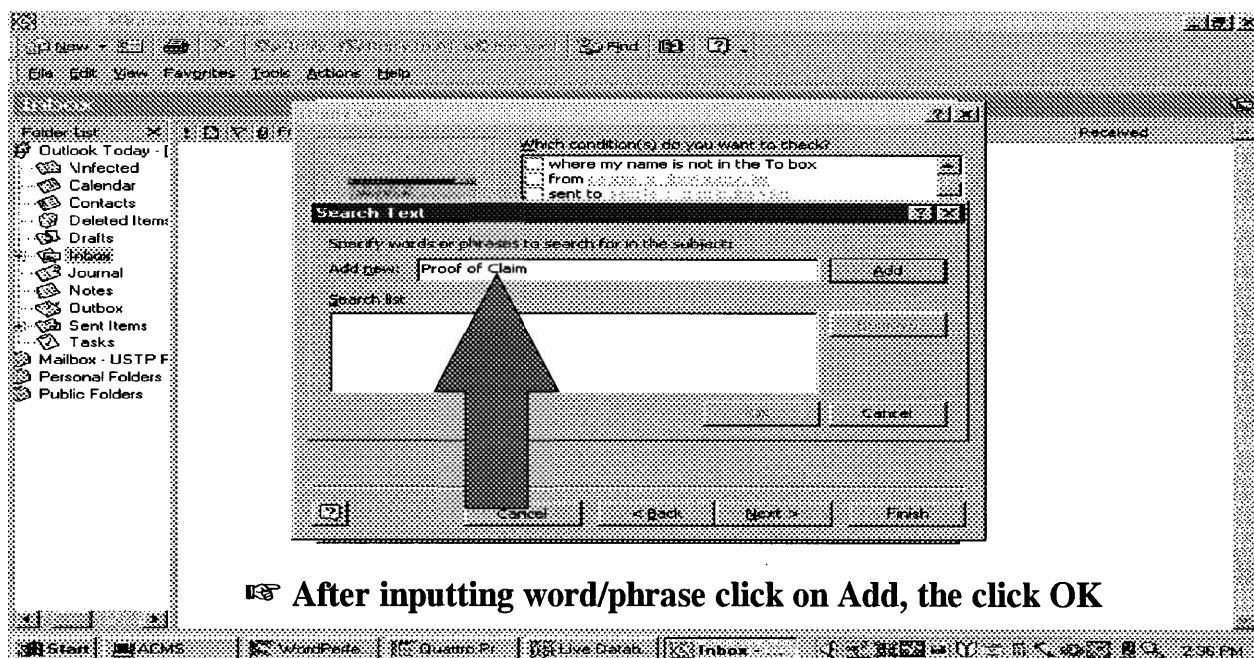 New Find
File Edit View Favorites Tools Actions Help
Inbox
Folder List
Received
Outlook Today - [
\nfected
Calendar
Contacts
Deleted Items
Drafts
Inbox
Journal
Notes
Outbox
Sent Items
Tasks
Mailbox - USTP F
Personal Folders
Public Folders
Which condition(s) do you want to check?
where my name is not in the To box
from
sent to
Search Text
Specify words or phrases to search for in the subject:
Add new: Proof of Claim Add
Search list:
Cancel
Cancel < Back Next > Finish
☞ After inputting word/phrase click on Add, the click OK
Start ACMS WordPerfe... Quattro Pr... Live Datab... Inbox - 2:36 PM